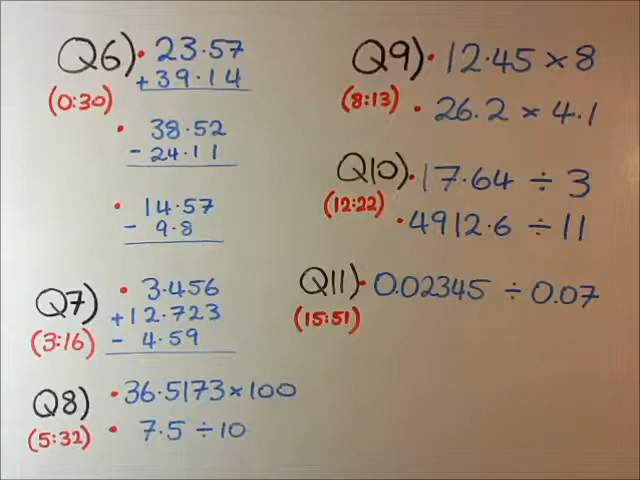 Q6) • 23·57
+ 39·14
(0:30)
• 38·52
- 24·11
• 14·57
- 9·8
Q7) • 3·456
+ 12·723
(3:16) - 4·59
Q8) • 36·5173 × 100
(5:32) • 7·5 ÷ 10
Q9) • 12·45 × 8
(8:13) • 26.2 × 4·1
Q10) • 17·64 ÷ 3
(12:22) • 4912·6 ÷ 11
Q11) • 0.02345 ÷ 0.07
(15:51)